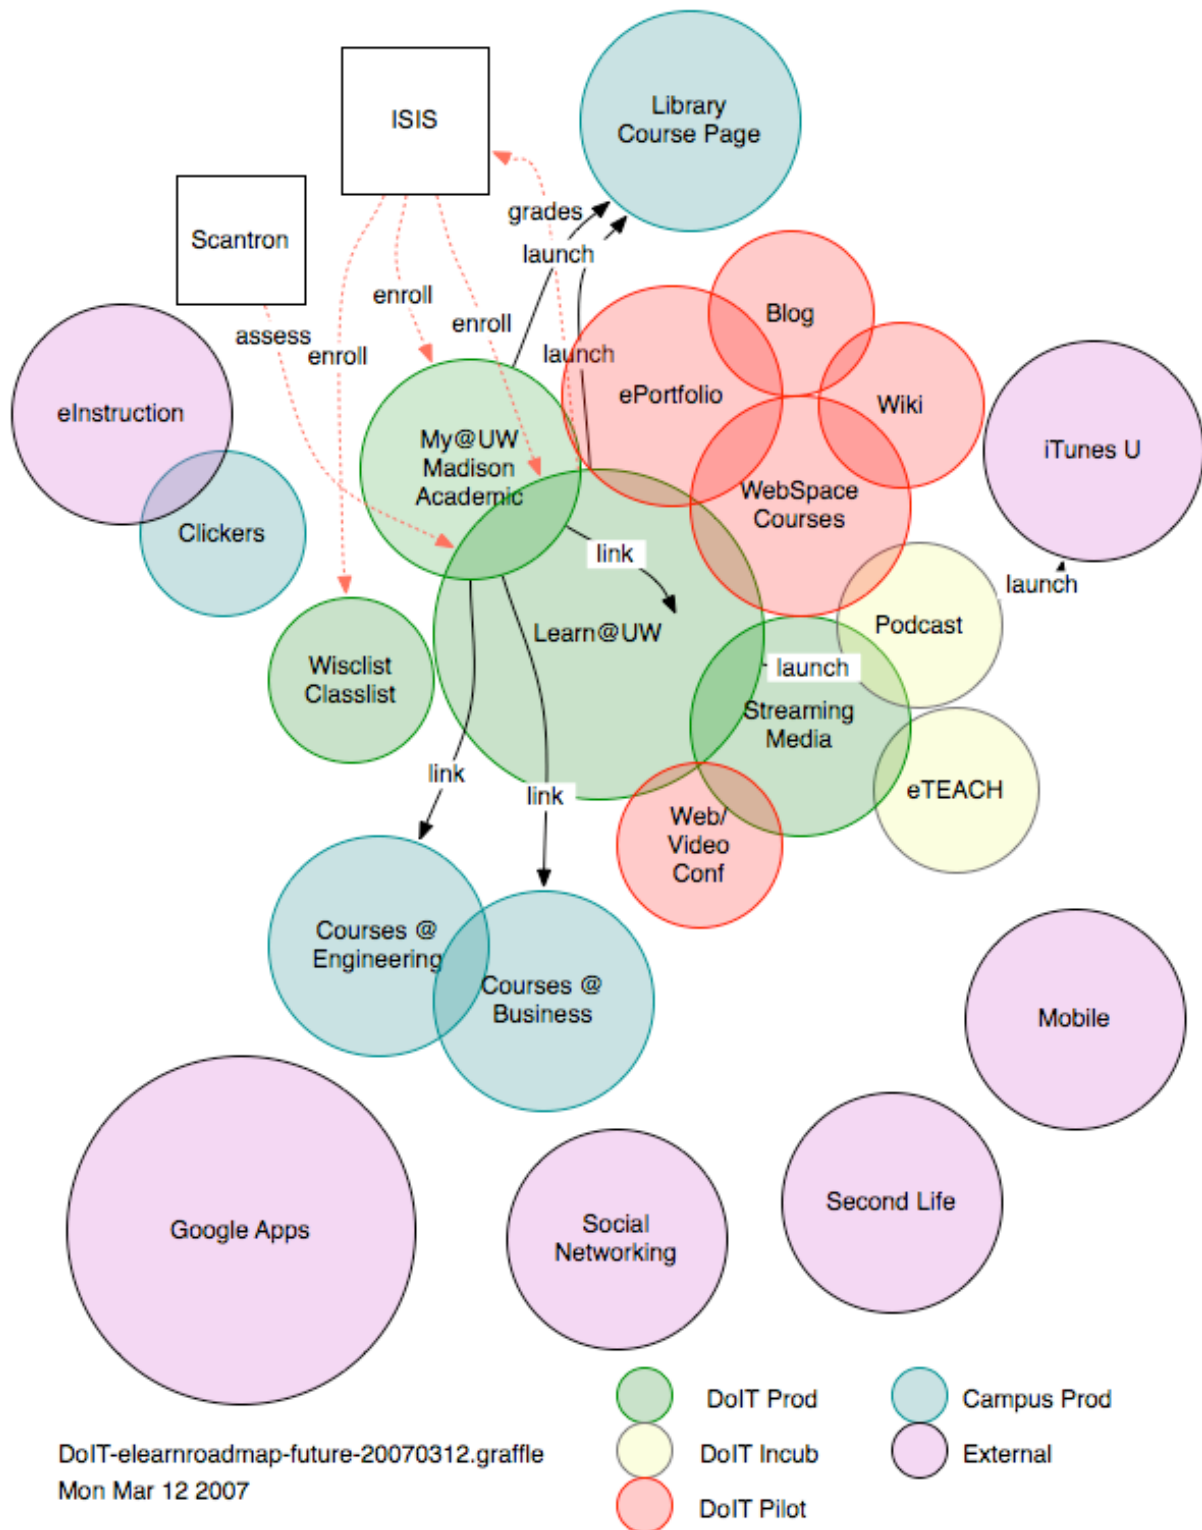 ISIS
Library
Course Page
Scantron
grades
launch
enroll
enroll
assess
enroll
launch
Blog
eInstruction
ePortfolio
Wiki
My@UW
Madison
Academic
iTunes U
WebSpace
Courses
Clickers
link
launch
Podcast
Learn@UW
Wisclist
Classlist
launch
Streaming
Media
link
link
eTEACH
Web/
Video
Conf
Courses @
Engineering
Courses @
Business
Mobile
Google Apps
Social
Networking
Second Life
DoIT Prod
Campus Prod
DoIT Incub
External
DoIT Pilot
DoIT-elearnroadmap-future-20070312.graffle
Mon Mar 12 2007